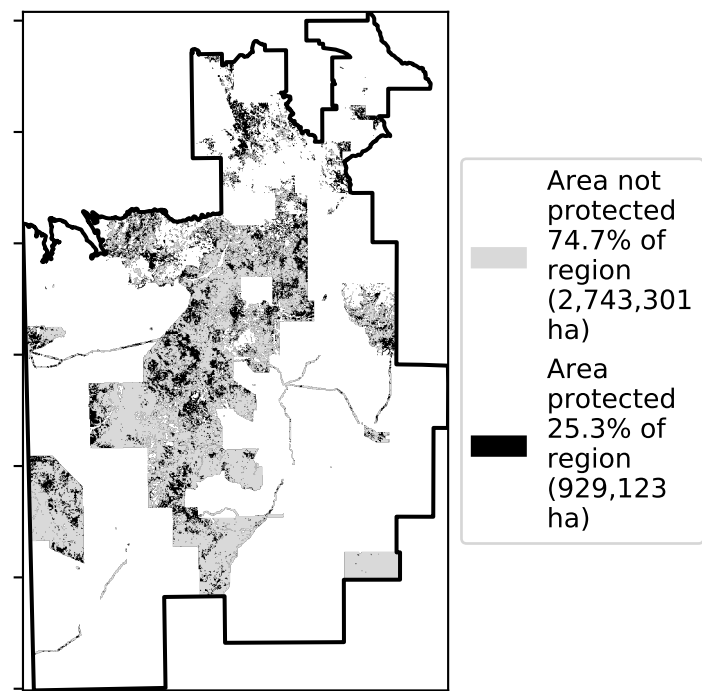 Area not
protected
74.7% of
region
(2,743,301
ha)
Area
protected
25.3% of
region
(929,123
ha)